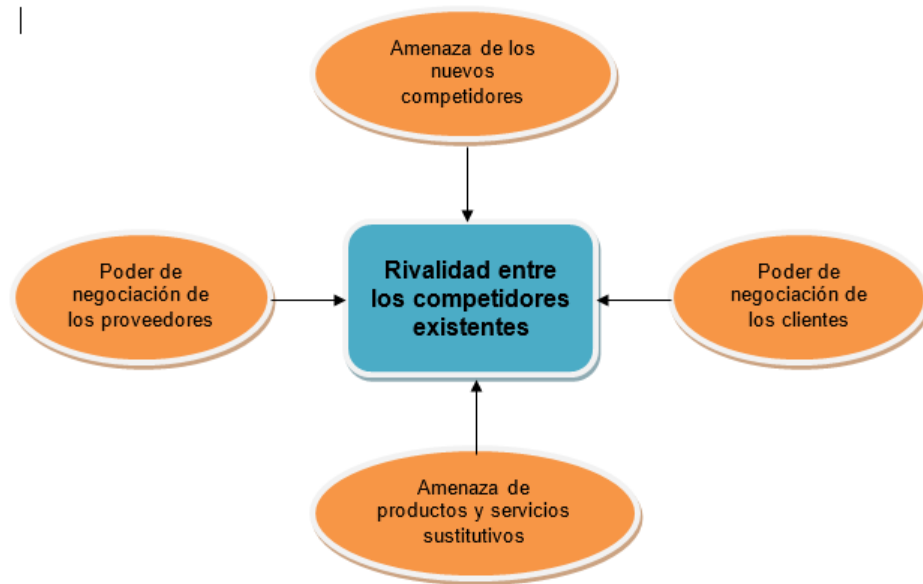 Amenaza de los
nuevos
competidores
Poder de
negociación de
los proveedores
Rivalidad entre
los competidores
existentes
Poder de
negociación de
los clientes
Amenaza de
productos y servicios
sustitutivos